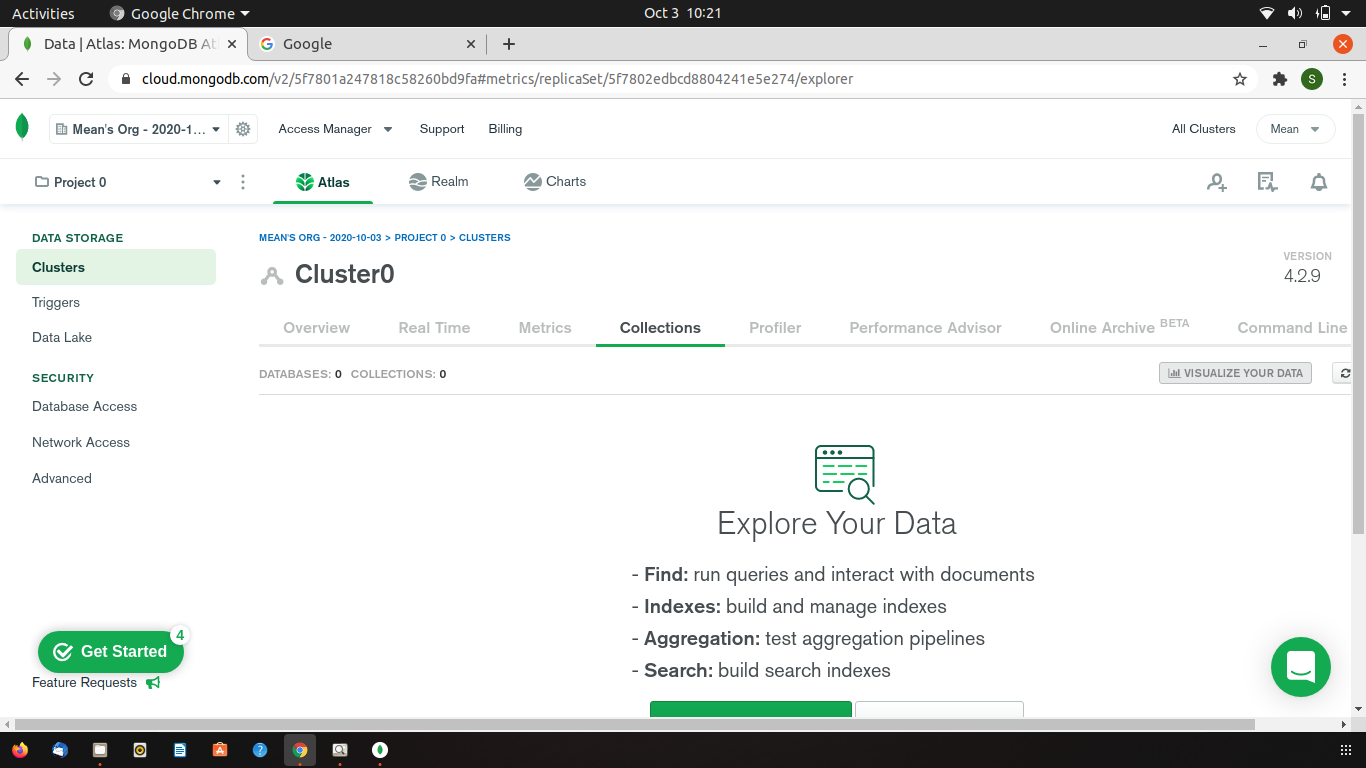 Activities
Google Chrome
Oct 3 10:21
Data | Atlas: MongoDB At
Google
cloud.mongodb.com/v2/5f7801a247818c58260bd9fa#metrics/replicaSet/5f7802edbcd8804241e5e274/explorer
S
Mean's Org - 2020-1...
Access Manager
Support
Billing
All Clusters
Mean
Project 0
Atlas
Realm
Charts
DATA STORAGE
Clusters
Triggers
Data Lake
SECURITY
Database Access
Network Access
Advanced
Get Started
4
Feature Requests
MEAN'S ORG - 2020-10-03 > PROJECT 0 > CLUSTERS
Cluster0
VERSION
4.2.9
Overview
Real Time
Metrics
Collections
Profiler
Performance Advisor
Online Archive BETA
Command Line
DATABASES: 0 COLLECTIONS: 0
VISUALIZE YOUR DATA
Explore Your Data
- Find: run queries and interact with documents
- Indexes: build and manage indexes
- Aggregation: test aggregation pipelines
- Search: build search indexes